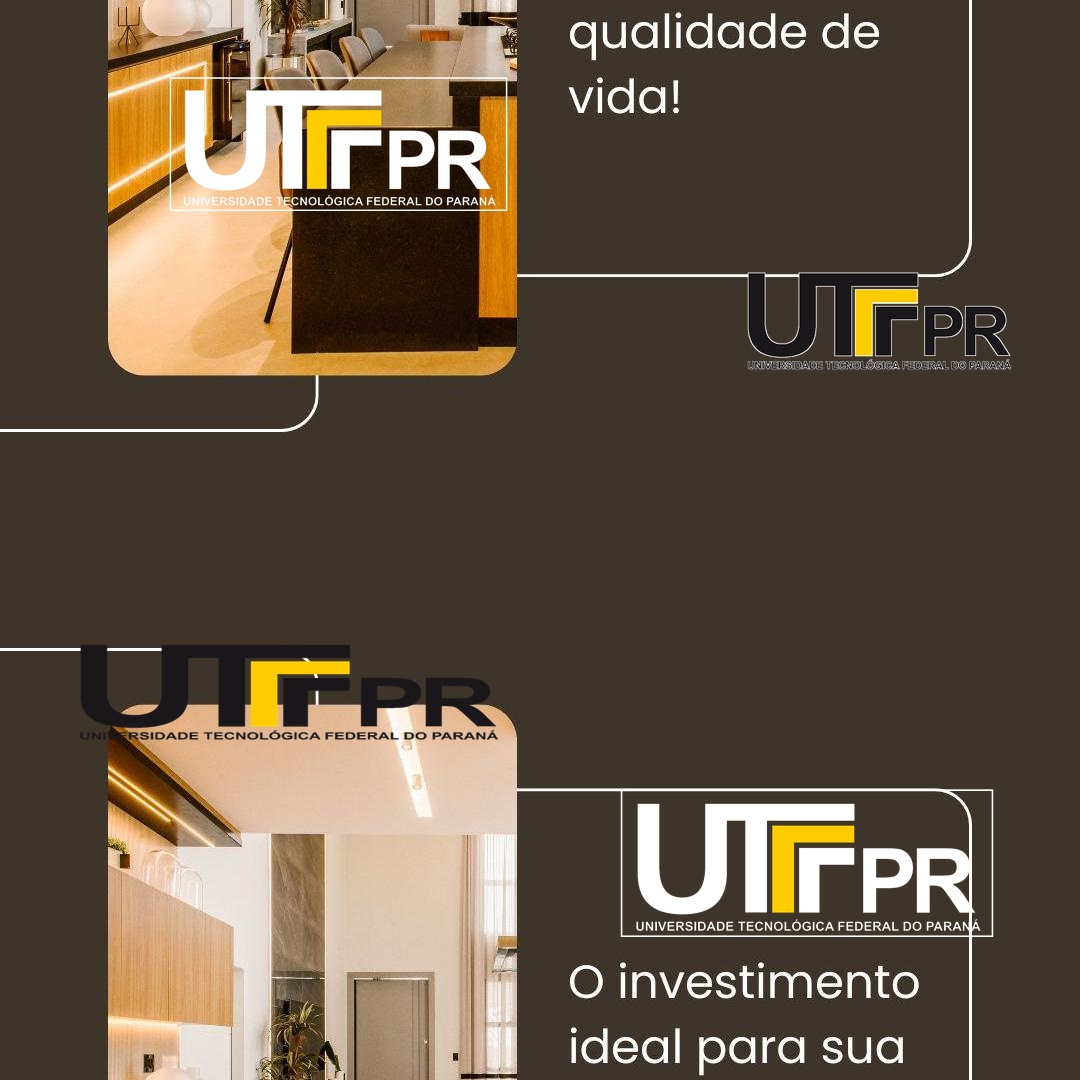 qualidade de
vida!
UTFPR
UNIVERSIDADE TECNOLÓGICA FEDERAL DO PARANÁ
UTFPR
UNIVERSIDADE TECNOLÓGICA FEDERAL DO PARANÁ
UTFPR
UNIVERSIDADE TECNOLÓGICA FEDERAL DO PARANÁ
UTFPR
UNIVERSIDADE TECNOLÓGICA FEDERAL DO PARANÁ
O investimento
ideal para sua